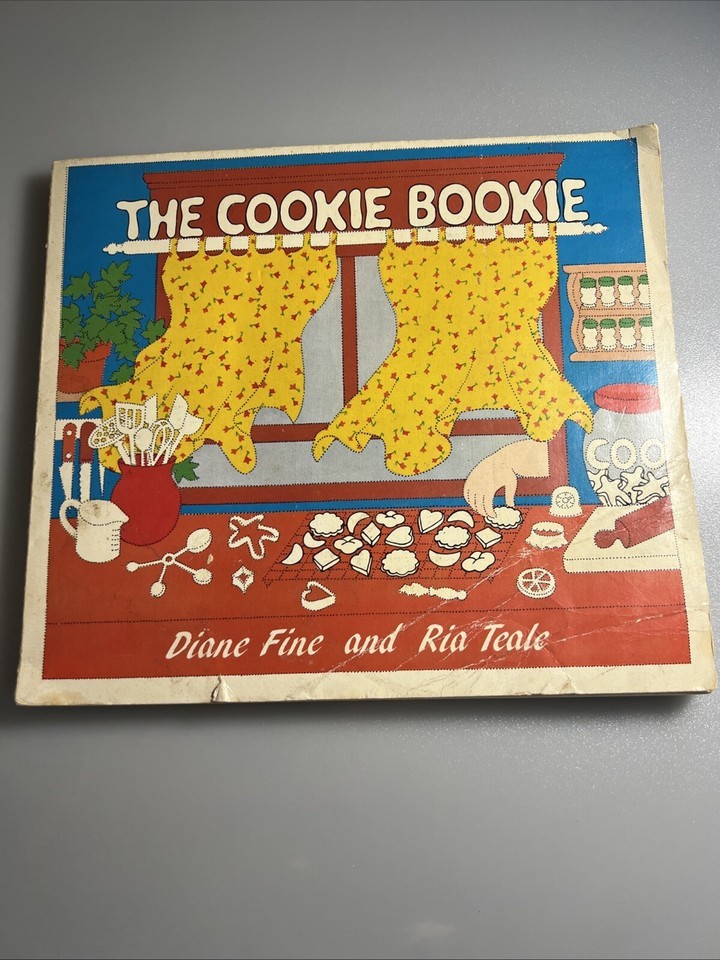 THE COOKIE BOOKIE
COO
Diane Fine and Ria Teale